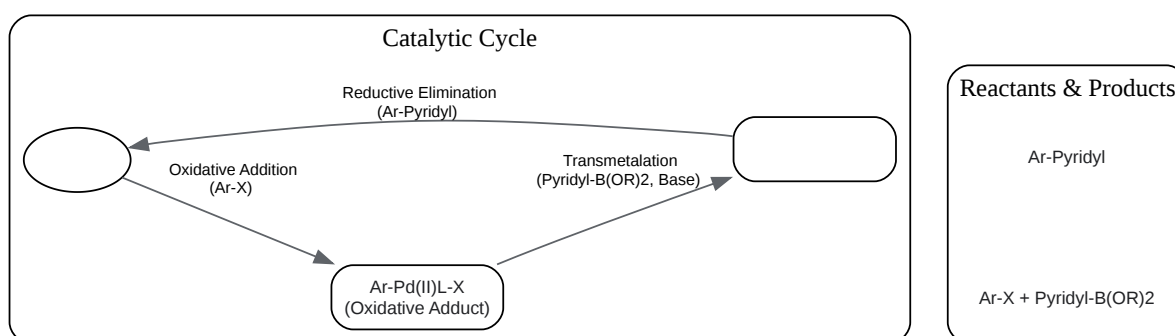 Catalytic Cycle
Reductive Elimination
(Ar-Pyridyl)
Oxidative Addition
(Ar-X)
Transmetalation
(Pyridyl-B(OR)2, Base)
Ar-Pd(II)L-X
(Oxidative Adduct)
Reactants & Products
Ar-Pyridyl
Ar-X + Pyridyl-B(OR)2